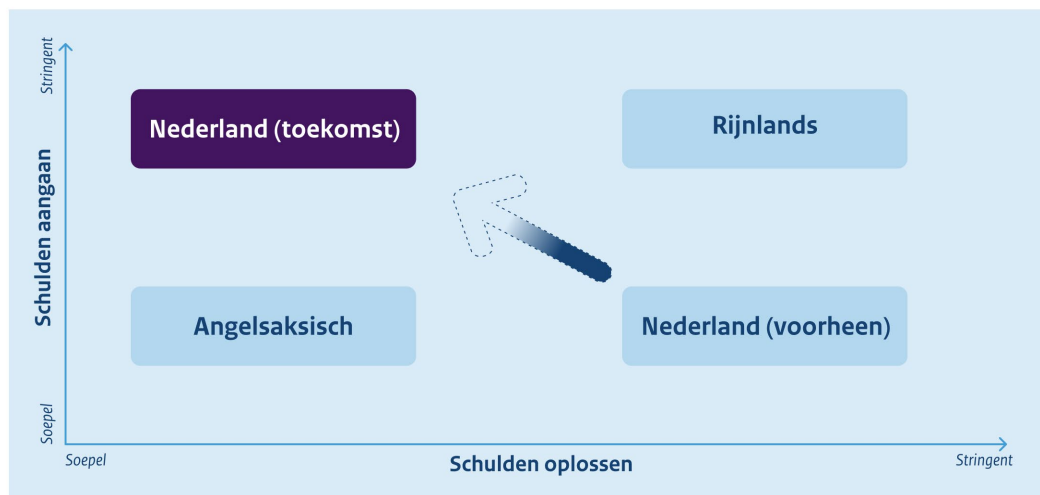 Stringent
Schulden aangaan
Soepel
Nederland (toekomst)
Rijnlands
Angelsaksisch
Nederland (voorheen)
Soepel
Schulden oplossen
Stringent